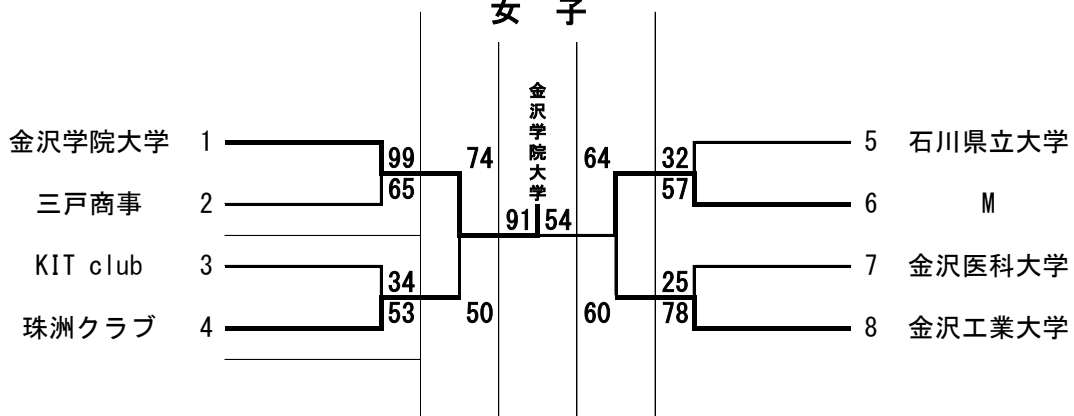 女 子
金沢学院大学
金沢学院大学 1
99
74
64
32
5 石川県立大学
三戸商事 2
65
57
6 M
91 54
KIT club 3
34
25
7 金沢医科大学
珠洲クラブ 4
53
50
60
78
8 金沢工業大学